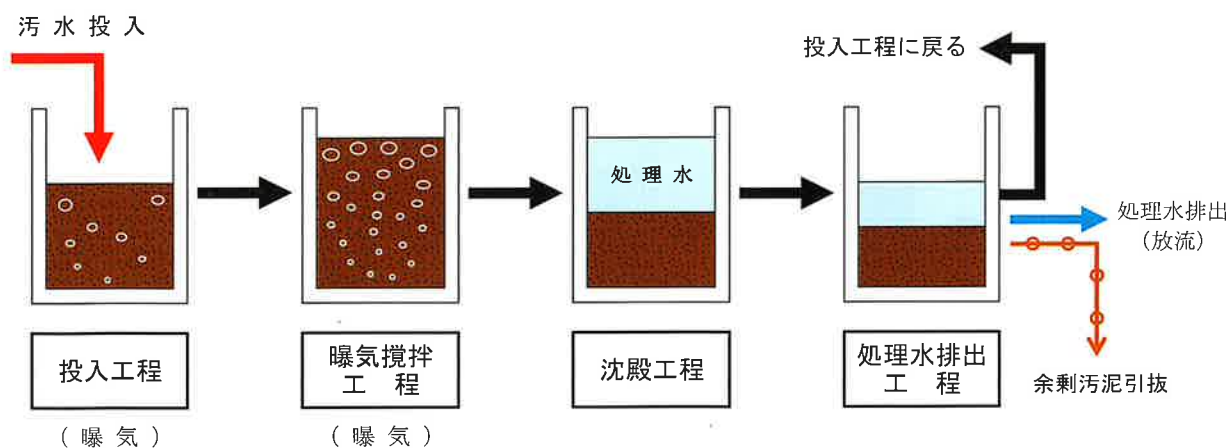 汚水投入
投入工程に戻る
処理水
処理水排出
(放流)
投入工程
曝気撹拌
工程
沈殿工程
処理水排出
工程
余剰汚泥引抜
(曝気)
(曝気)